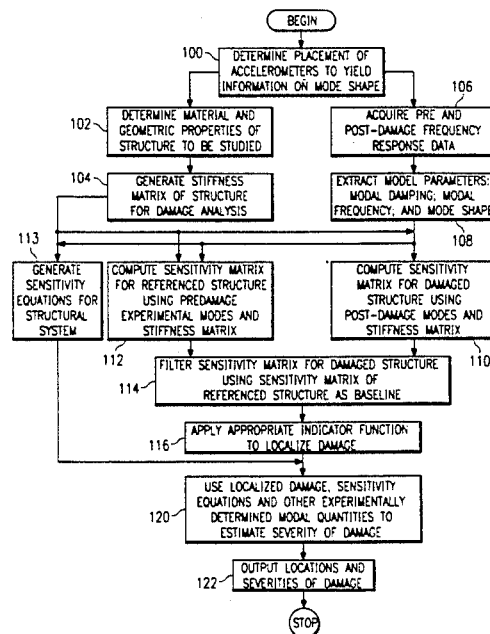 BEGIN
100
DETERMINE PLACEMENT OF
ACCELEROMETERS TO YIELD
INFORMATION ON MODE SHAPE
106
102
DETERMINE MATERIAL AND
GEOMETRIC PROPERTIES OF
STRUCTURE TO BE STUDIED
ACQUIRE PRE AND
POST-DAMAGE FREQUENCY
RESPONSE DATA
104
GENERATE STIFFNESS
MATRIX OF STRUCTURE
FOR DAMAGE ANALYSIS
EXTRACT MODEL PARAMETERS:
MODAL DAMPING; MODAL
FREQUENCY; AND MODE SHAPE
108
113
GENERATE
SENSITIVITY
EQUATIONS FOR
STRUCTURAL
SYSTEM
COMPUTE SENSITIVITY MATRIX
FOR REFERENCED STRUCTURE
USING PREDAMAGE
EXPERIMENTAL MODES AND
STIFFNESS MATRIX
112
COMPUTE SENSITIVITY
MATRIX FOR DAMAGED
STRUCTURE USING
POST-DAMAGE MODES AND
STIFFNESS MATRIX
110
114
FILTER SENSITIVITY MATRIX FOR DAMAGED STRUCTURE
USING SENSITIVITY MATRIX OF
REFERENCED STRUCTURE AS BASELINE
116
APPLY APPROPRIATE INDICATOR FUNCTION
TO LOCALIZE DAMAGE
120
USE LOCALIZED DAMAGE, SENSITIVITY
EQUATIONS AND OTHER EXPERIMENTALLY
DETERMINED MODAL QUANTITIES TO
ESTIMATE SEVERITY OF DAMAGE
122
OUTPUT LOCATIONS AND
SEVERITIES OF DAMAGE
STOP